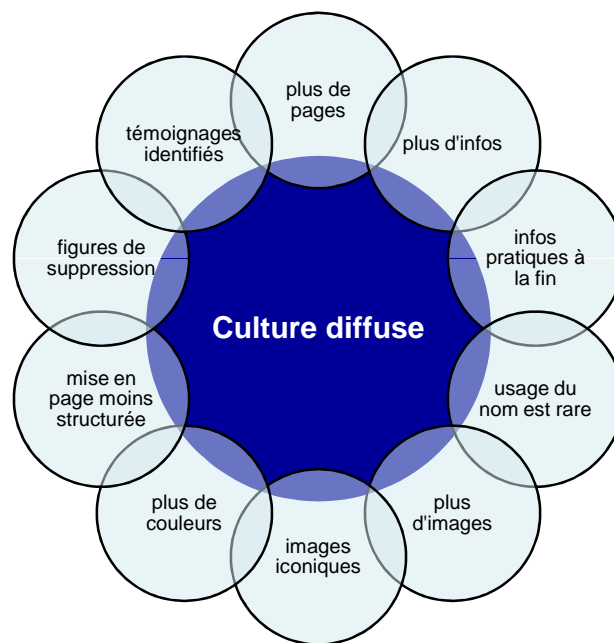 plus de
pages
plus d'infos
infos
pratiques à
la fin
usage du
nom est rare
plus
d'images
images
iconiques
plus de
couleurs
mise en
page moins
structurée
figures de
suppression
témoignages
identifiés
Culture diffuse